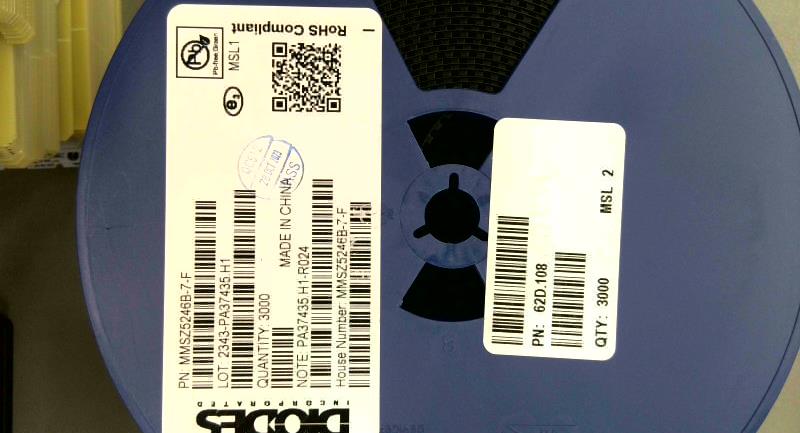 DIODES
INCORPORATED
PN: MMSZ5246B-7-F
LOT: 2343-PA37435.H1
QUANTITY: 3000
MADE IN CHINA
NOTE: PA37435.H1-R024
House Number: MMSZ5246B-7-F
Pb
Pb-free Green
MSL1
e3
RoHS Compliant
PN: 62D.108
QTY: 3000
MSL 2